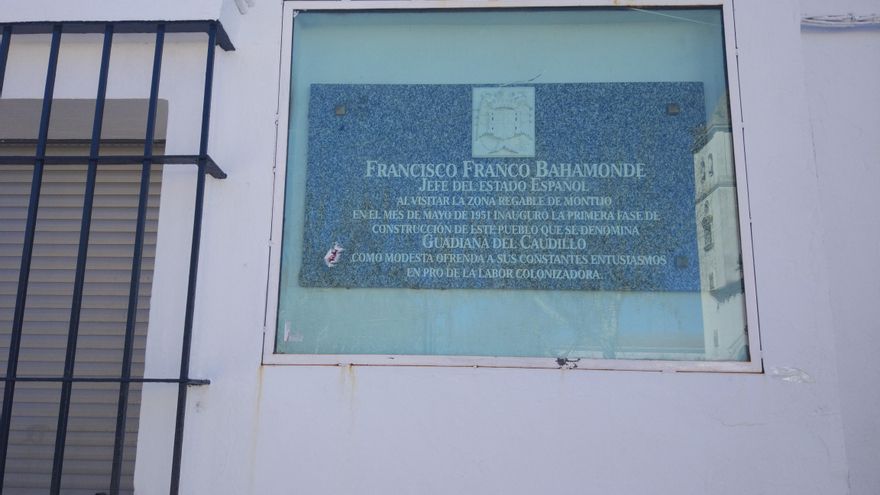 FRANCISCO FRANCO BAHAMONDE
JEFE DEL ESTADO ESPAÑOL
AL VISITAR LA ZONA REGABLE DE MONTIJO
EN EL MES DE MAYO DE 1951 INAUGURÓ LA PRIMERA FASE DE
CONSTRUCCIÓN DE ESTE PUEBLO QUE SE DENOMINA
GUADIANA DEL CAUDILLO
COMO MODESTA OFRENDA A SUS CONSTANTES ENTUSIASMOS
EN PRO DE LA LABOR COLONIZADORA